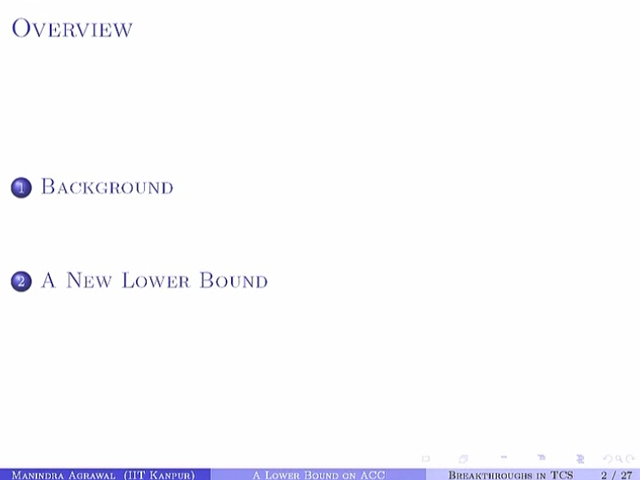 Overview
1 Background
2 A New Lower Bound
Manindra Agrawal (IIT Kanpur) A Lower Bound on ACC Breakthroughs in TCS 2 / 27